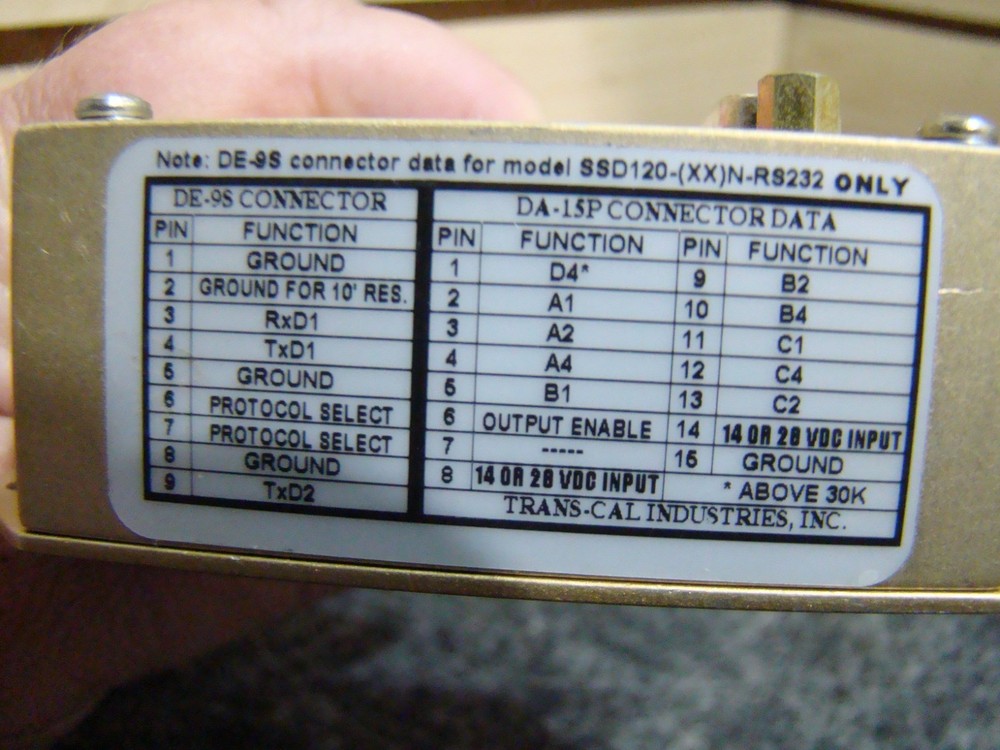 Note: DE-9S connector data for model SSD120-(XX)N-RS232 ONLY
DE-9S CONNECTOR
PIN FUNCTION
1 GROUND
2 GROUND FOR 10' RES.
3 RxD1
4 TxD1
5 GROUND
6 PROTOCOL SELECT
7 PROTOCOL SELECT
8 GROUND
9 TxD2
DA-15P CONNECTOR DATA
PIN FUNCTION PIN FUNCTION
1 D4* 9 B2
2 A1 10 B4
3 A2 11 C1
4 A4 12 C4
5 B1 13 C2
6 OUTPUT ENABLE 14 14 OR 28 VDC INPUT
7 ----- 15 GROUND
8 14 OR 28 VDC INPUT * ABOVE 30K
TRANS-CAL INDUSTRIES, INC.